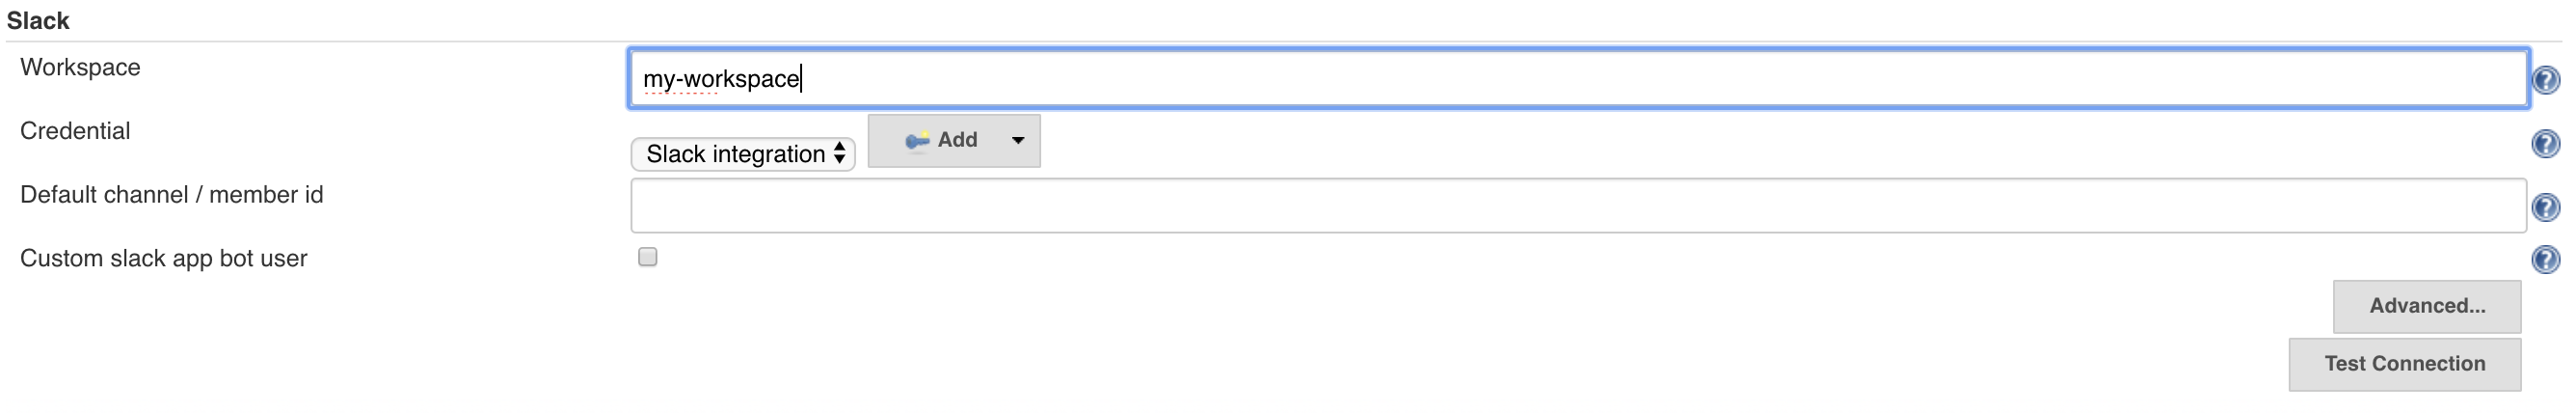 Slack
Workspace
my-workspace
?
Credential
Slack integration
Add
?
Default channel / member id
?
Custom slack app bot user
?
Advanced...
Test Connection